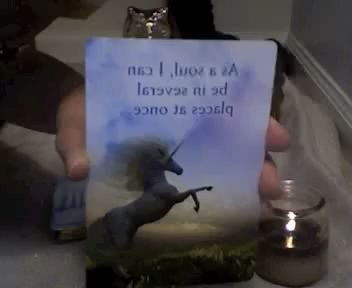 As a soul, I can
be in several
places at once.